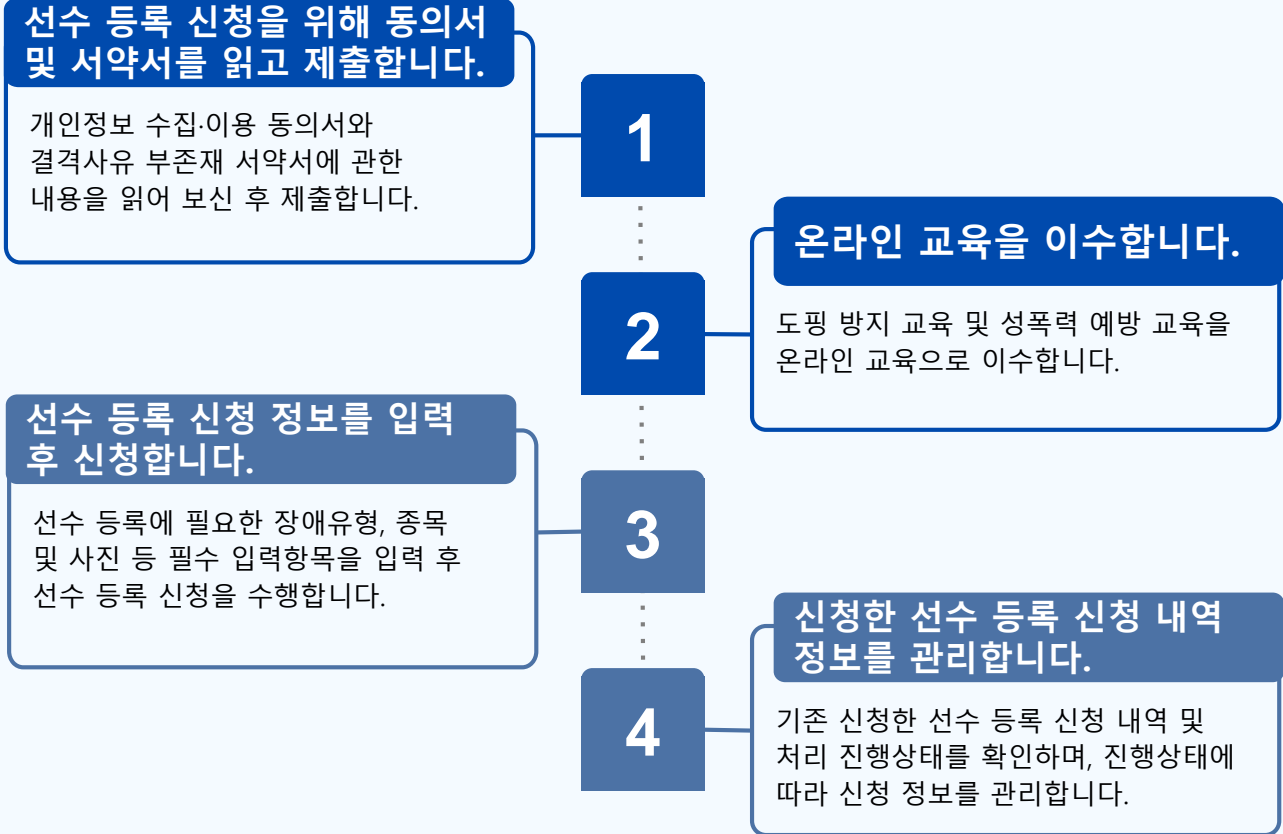 선수 등록 신청을 위해 동의서
및 서약서를 읽고 제출합니다.
개인정보 수집·이용 동의서와
결격사유 부존재 서약서에 관한
내용을 읽어 보신 후 제출합니다.
1
온라인 교육을 이수합니다.
도핑 방지 교육 및 성폭력 예방 교육을
온라인 교육으로 이수합니다.
2
선수 등록 신청 정보를 입력
후 신청합니다.
선수 등록에 필요한 장애유형, 종목
및 사진 등 필수 입력항목을 입력 후
선수 등록 신청을 수행합니다.
3
신청한 선수 등록 신청 내역
정보를 관리합니다.
기존 신청한 선수 등록 신청 내역 및
처리 진행상태를 확인하며, 진행상태에
따라 신청 정보를 관리합니다.
4